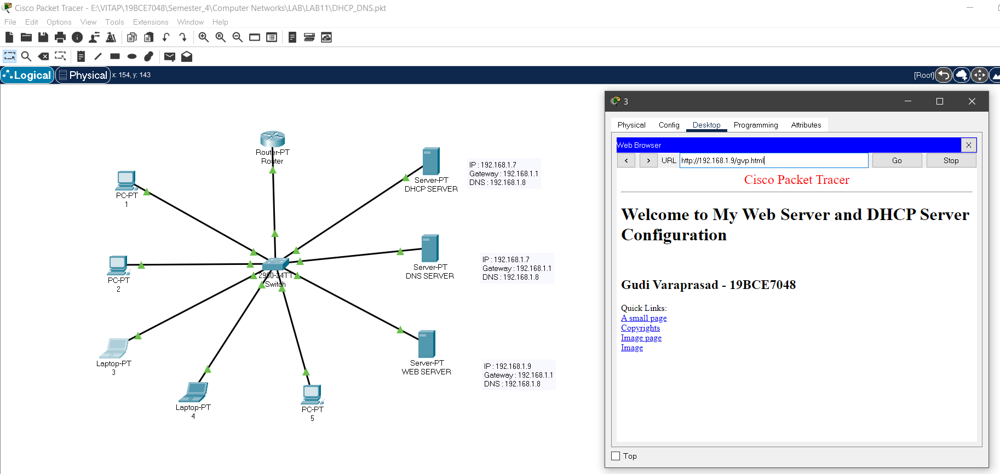 Cisco Packet Tracer - E:\VITAP\19BCE7048\Semester_4\Computer Networks\LAB\LAB11\DHCP_DNS.pkt
File Edit Options View Tools Extensions Window Help
Logical Physical x: 154, y: 143 [Root]
Router-PT
Router
PC-PT
1
Server-PT
DHCP SERVER
IP : 192.168.1.7
Gateway : 192.168.1.1
DNS : 192.168.1.8
PC-PT
2
2950-24TT
Switch
Server-PT
DNS SERVER
IP : 192.168.1.7
Gateway : 192.168.1.1
DNS : 192.168.1.8
Laptop-PT
3
Laptop-PT
4
PC-PT
5
Server-PT
WEB SERVER
IP : 192.168.1.9
Gateway : 192.168.1.1
DNS : 192.168.1.8
3
Physical Config Desktop Programming Attributes
Web Browser X
< > URL http://192.168.1.9/gvp.html Go Stop
Cisco Packet Tracer
Welcome to My Web Server and DHCP Server
Configuration
Gudi Varaprasad - 19BCE7048
Quick Links:
A small page
Copyrights
Image page
Image
Top